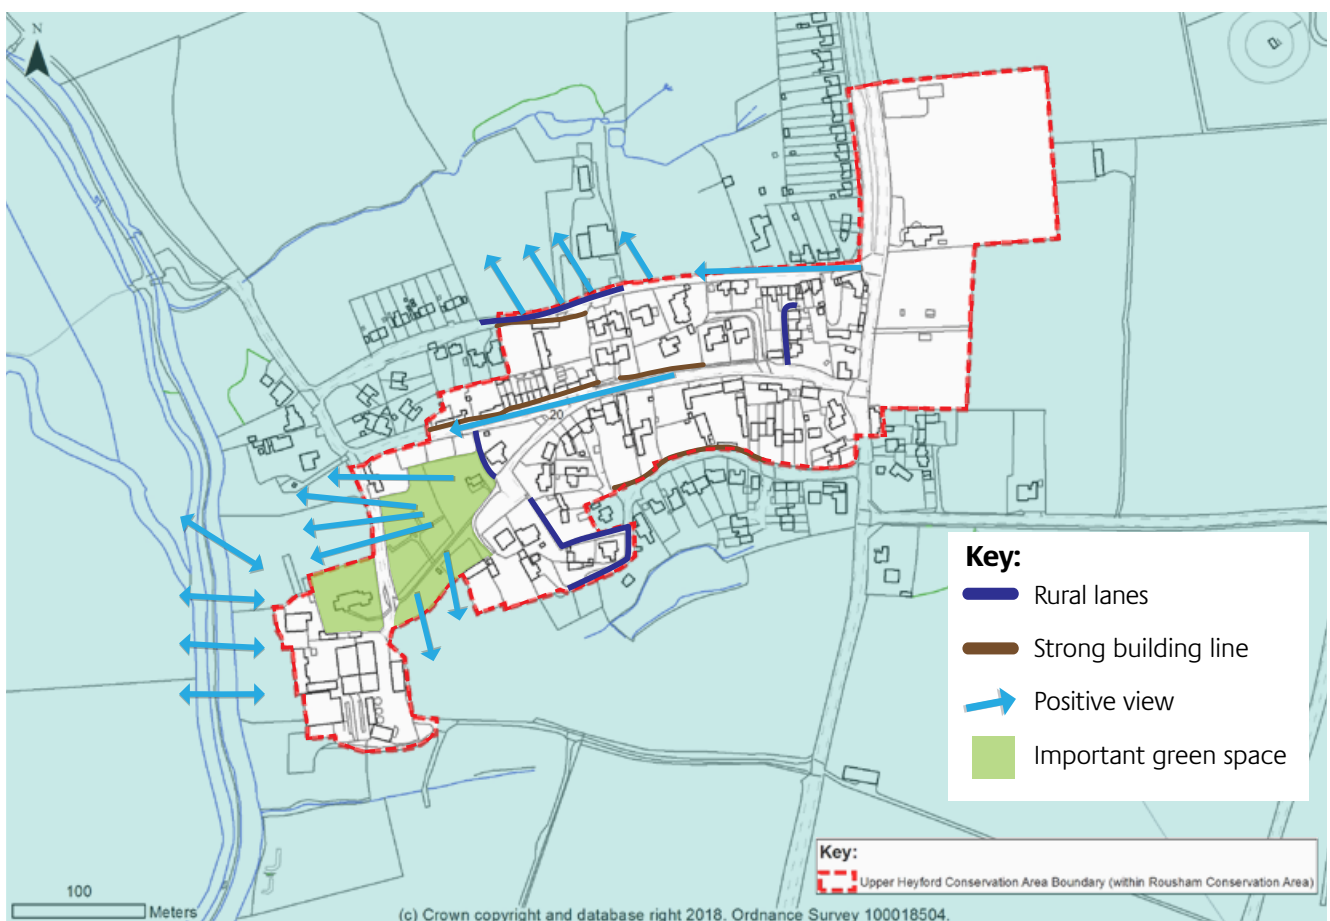 N
20
Key:
Rural lanes
Strong building line
Positive view
Important green space
Key:
Upper Heyford Conservation Area Boundary (within Rousham Conservation Area)
100
Meters
(c) Crown copyright and database right 2018. Ordnance Survey 100018504.